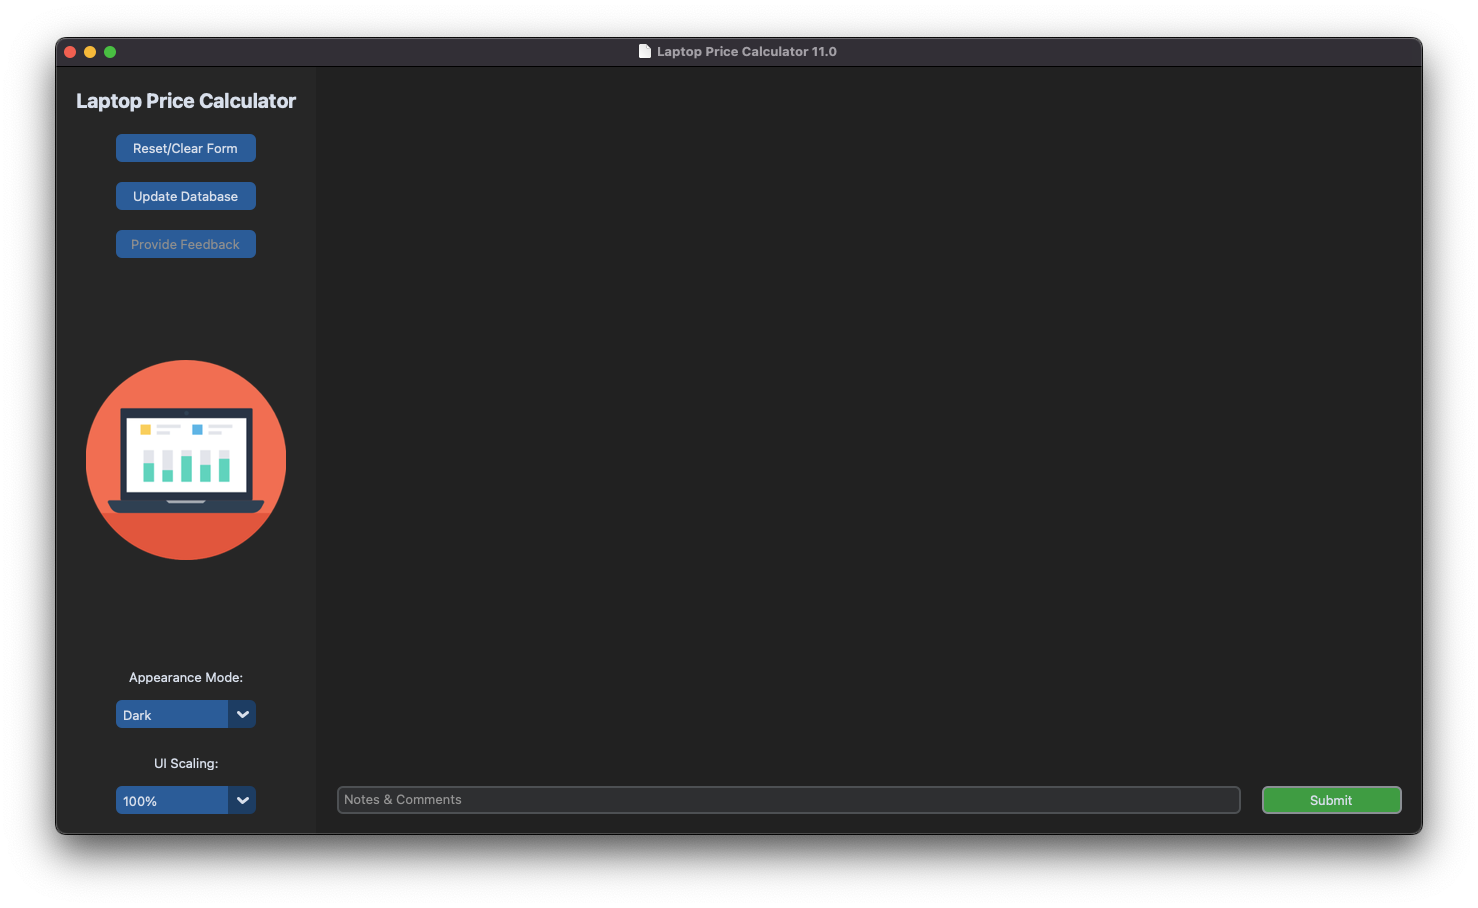 Laptop Price Calculator 11.0
Laptop Price Calculator
Reset/Clear Form
Update Database
Provide Feedback
Appearance Mode:
Dark
UI Scaling:
100%
Notes & Comments
Submit